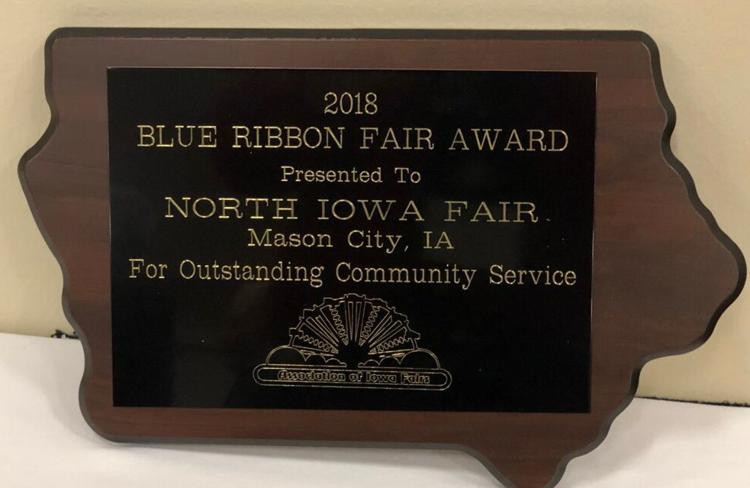 2018
BLUE RIBBON FAIR AWARD
Presented To
NORTH IOWA FAIR
Mason City, IA
For Outstanding Community Service
Association of Iowa Fairs